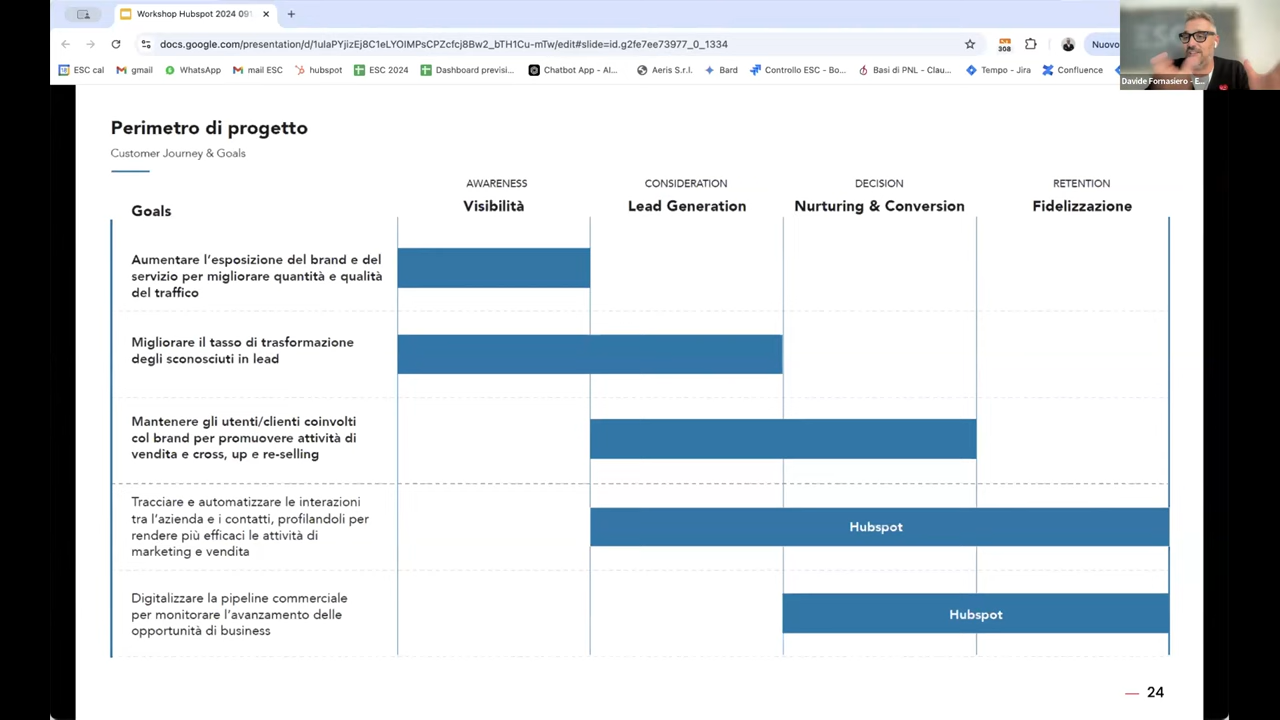 Workshop Hubspot 2024 091
docs.google.com/presentation/d/1ulaPYjizEj8C1eLYOlMPsCPZcfcj8Bw2_bTH1Cu-mTw/edit#slide=id.g2fe7ee73977_0_1334
308
Nuovo
ESC cal
gmail
WhatsApp
mail ESC
hubspot
ESC 2024
Dashboard previsi...
Chatbot App - AI...
Aeris S.r.l.
Bard
Controllo ESC - Bo...
Basi di PNL - Clau...
Tempo - Jira
Confluence
Davide Fornasiero - E...
Perimetro di progetto
Customer Journey & Goals
AWARENESS
CONSIDERATION
DECISION
RETENTION
Goals
Visibilità
Lead Generation
Nurturing & Conversion
Fidelizzazione
Aumentare l'esposizione del brand e del
servizio per migliorare quantità e qualità
del traffico
Migliorare il tasso di trasformazione
degli sconosciuti in lead
Mantenere gli utenti/clienti coinvolti
col brand per promuovere attività di
vendita e cross, up e re-selling
Tracciare e automatizzare le interazioni
tra l'azienda e i contatti, profilandoli per
rendere più efficaci le attività di
marketing e vendita
Hubspot
Digitalizzare la pipeline commerciale
per monitorare l'avanzamento delle
opportunità di business
Hubspot
24